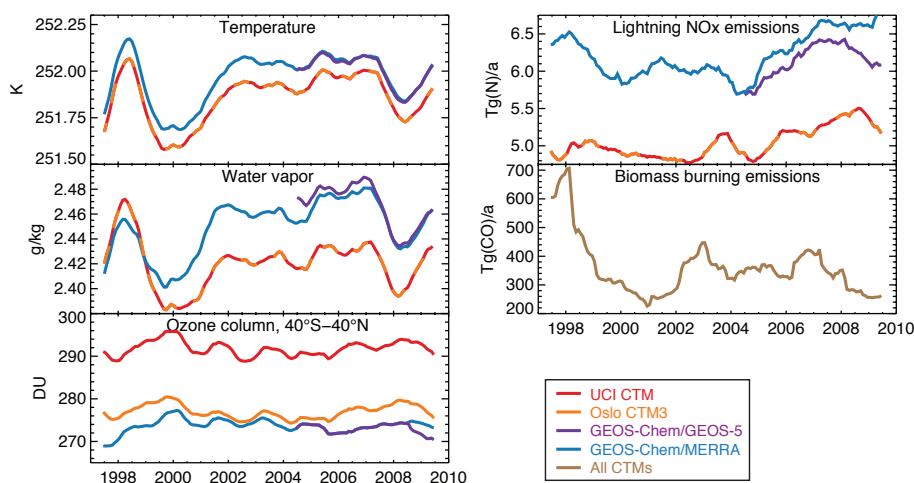 Temperature
252.25
252.00
251.75
251.50
K
Water vapor
2.48
2.46
2.44
2.42
2.40
g/kg
Ozone column, 40°S–40°N
300
290
280
270
DU
1998 2000 2002 2004 2006 2008 2010
Lightning NOx emissions
6.5
6.0
5.5
5.0
Tg(N)/a
Biomass burning emissions
700
600
500
400
300
200
Tg(CO)/a
1998 2000 2002 2004 2006 2008 2010
UCI CTM
Oslo CTM3
GEOS-Chem/GEOS-5
GEOS-Chem/MERRA
All CTMs